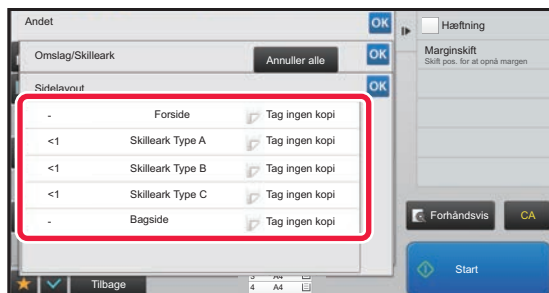 Andet
OK
Omslag/Skilleark
Annuller alle
OK
Sidelayout
OK
- Forside Tag ingen kopi
<1 Skilleark Type A Tag ingen kopi
<1 Skilleark Type B Tag ingen kopi
<1 Skilleark Type C Tag ingen kopi
- Bagside Tag ingen kopi
Tilbage
3 A4
4 A4
Hæftning
Marginskift
Skift pos. for at opnå margen
Forhåndsvis
CA
Start